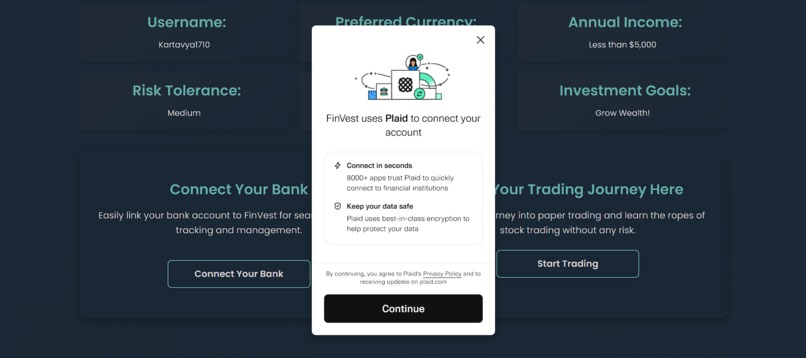 Username:
Kartavya1710
Preferred Currency:
Annual Income:
Less than $5,000
Risk Tolerance:
Medium
Investment Goals:
Grow Wealth!
FinVest uses Plaid to connect your
account
Connect in seconds
8000+ apps trust Plaid to quickly
connect to financial institutions
Keep your data safe
Plaid uses best-in-class encryption to
help protect your data
By continuing, you agree to Plaid's Privacy Policy and to
receiving updates on plaid.com
Continue
Connect Your Bank
Easily link your bank account to FinVest for
tracking and management.
Connect Your Bank
Your Trading Journey Here
into paper trading and learn the ropes of
stock trading without any risk.
Start Trading